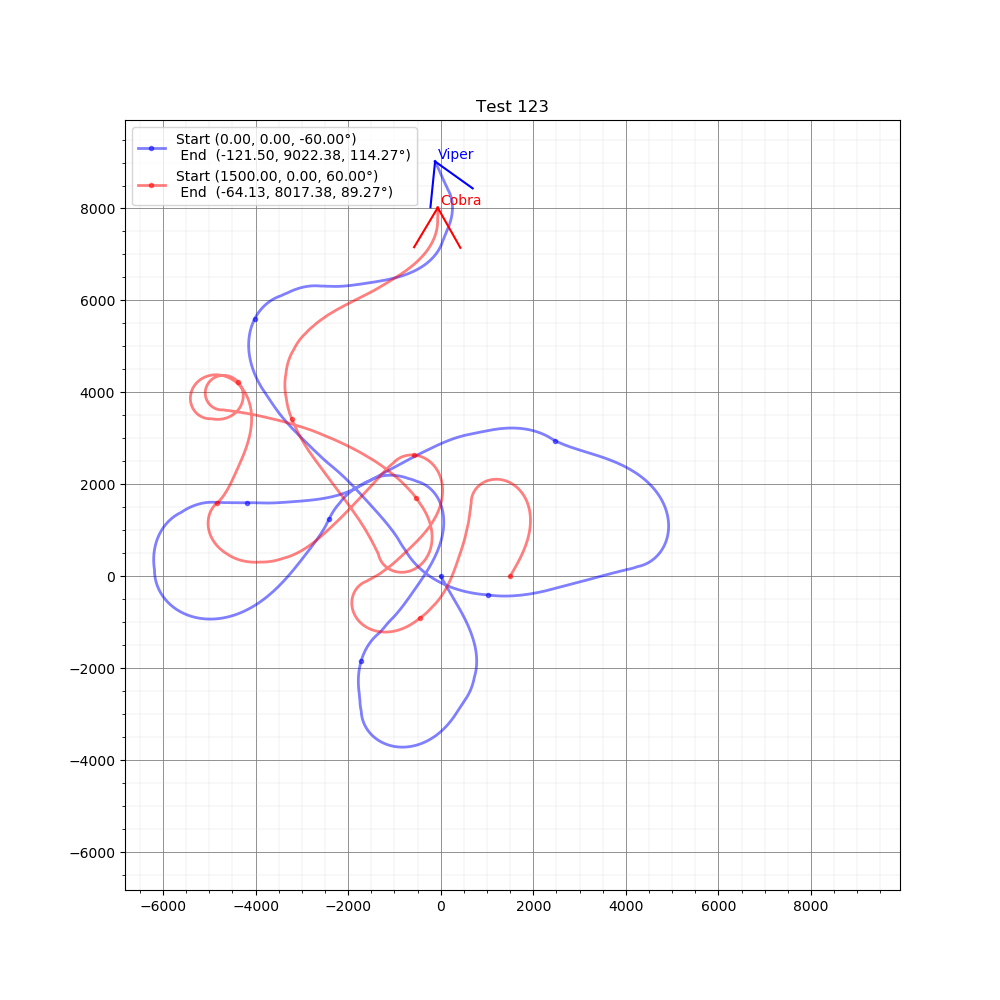 Test 123
Start (0.00, 0.00, -60.00°)
End (-121.50, 9022.38, 114.27°)
Start (1500.00, 0.00, 60.00°)
End (-64.13, 8017.38, 89.27°)
Viper
Cobra
8000
6000
4000
2000
0
−2000
−4000
−6000
−6000 −4000 −2000 0 2000 4000 6000 8000